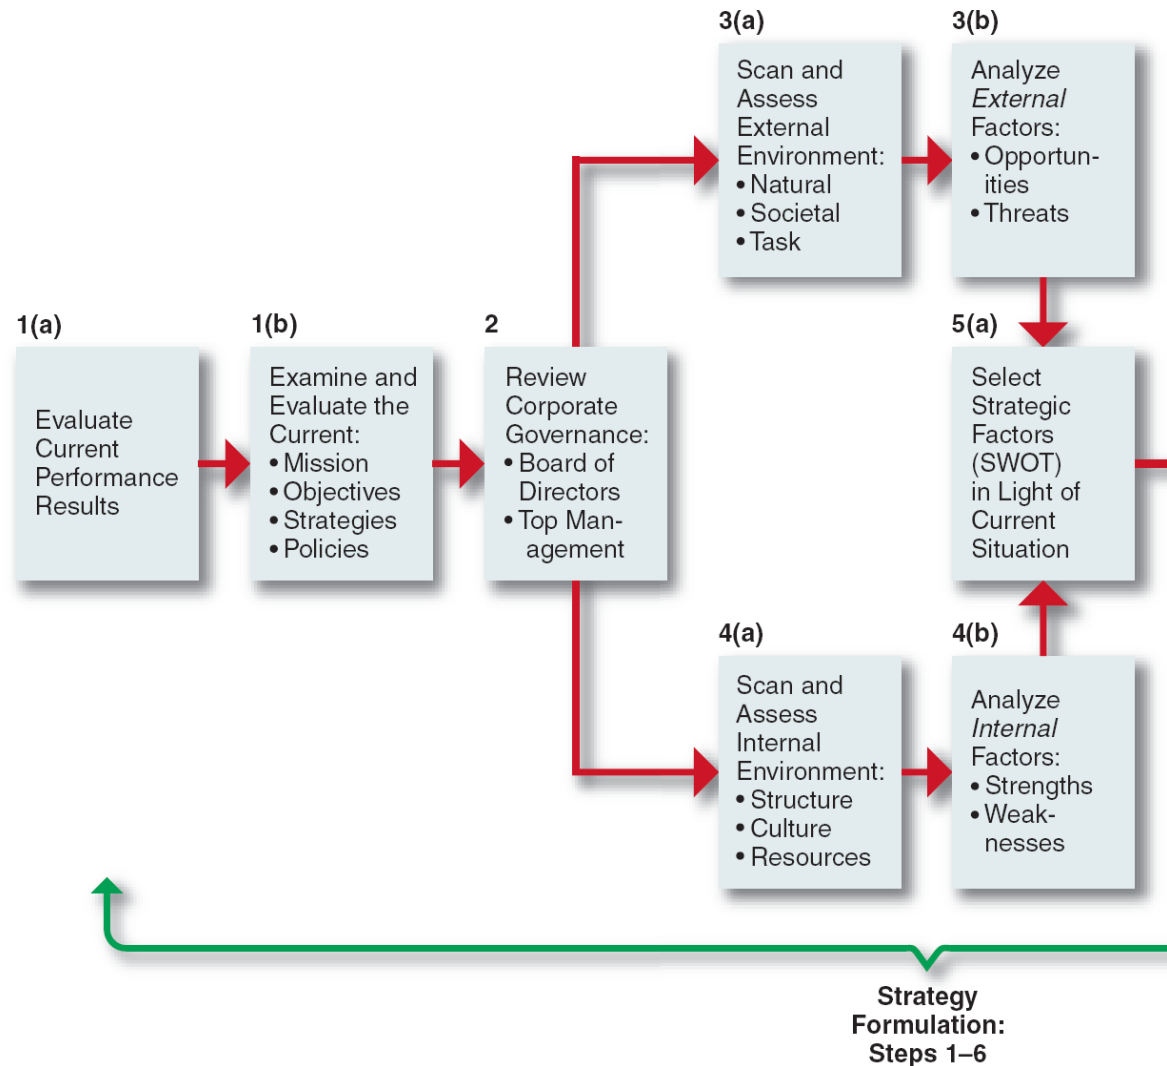 3(a)
Scan and
Assess
External
Environment:
• Natural
• Societal
• Task
3(b)
Analyze
External
Factors:
• Opportun-
ities
• Threats
1(a)
Evaluate
Current
Performance
Results
1(b)
Examine and
Evaluate the
Current:
• Mission
• Objectives
• Strategies
• Policies
2
Review
Corporate
Governance:
• Board of
Directors
• Top Man-
agement
5(a)
Select
Strategic
Factors
(SWOT)
in Light of
Current
Situation
4(a)
Scan and
Assess
Internal
Environment:
• Structure
• Culture
• Resources
4(b)
Analyze
Internal
Factors:
• Strengths
• Weak-
nesses
Strategy
Formulation:
Steps 1–6